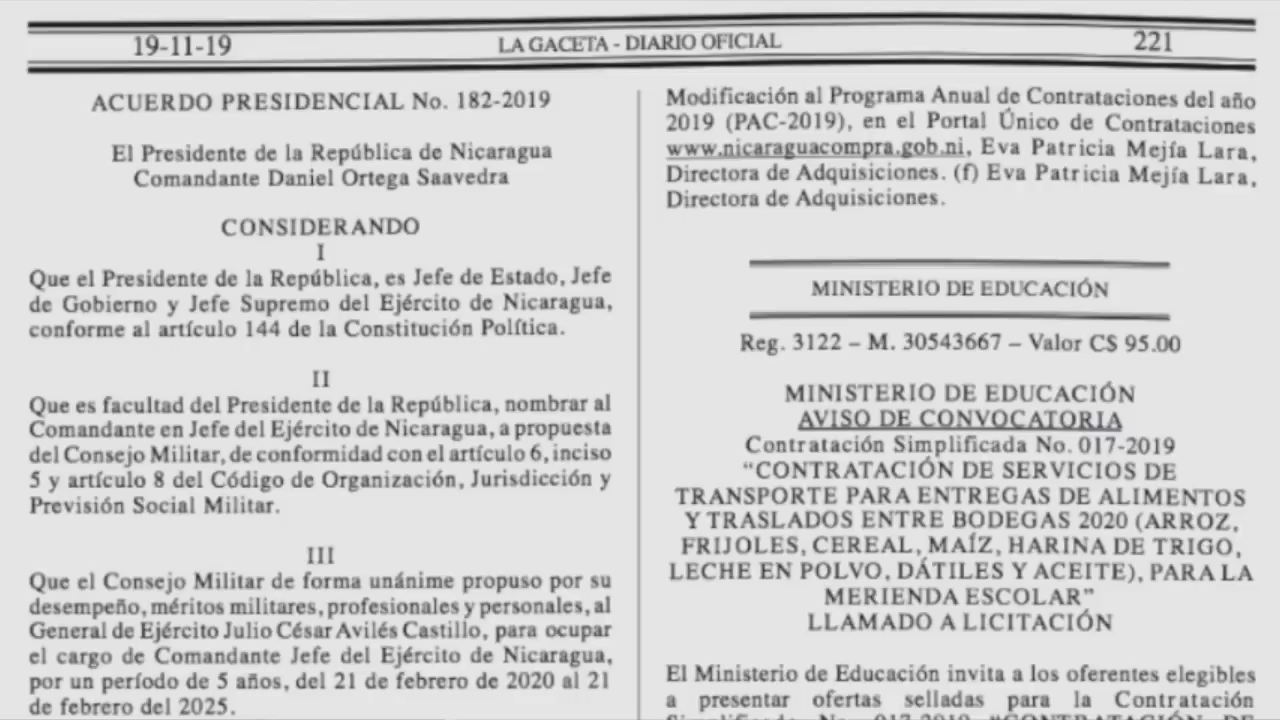 19-11-19
LA GACETA - DIARIO OFICIAL
221
ACUERDO PRESIDENCIAL No. 182-2019
El Presidente de la República de Nicaragua
Comandante Daniel Ortega Saavedra
CONSIDERANDO
I
Que el Presidente de la República, es Jefe de Estado, Jefe
de Gobierno y Jefe Supremo del Ejército de Nicaragua,
conforme al artículo 144 de la Constitución Política.
II
Que es facultad del Presidente de la República, nombrar al
Comandante en Jefe del Ejército de Nicaragua, a propuesta
del Consejo Militar, de conformidad con el artículo 6, inciso
5 y artículo 8 del Código de Organización, Jurisdicción y
Previsión Social Militar.
III
Que el Consejo Militar de forma unánime propuso por su
desempeño, méritos militares, profesionales y personales, al
General de Ejército Julio César Avilés Castillo, para ocupar
el cargo de Comandante Jefe del Ejército de Nicaragua,
por un período de 5 años, del 21 de febrero de 2020 al 21
de febrero del 2025.
Modificación al Programa Anual de Contrataciones del año
2019 (PAC-2019), en el Portal Único de Contrataciones
www.nicaraguacompra.gob.ni, Eva Patricia Mejía Lara,
Directora de Adquisiciones. (f) Eva Patricia Mejía Lara,
Directora de Adquisiciones.
MINISTERIO DE EDUCACIÓN
Reg. 3122 – M. 30543667 – Valor C$ 95.00
MINISTERIO DE EDUCACIÓN
AVISO DE CONVOCATORIA
Contratación Simplificada No. 017-2019
“CONTRATACIÓN DE SERVICIOS DE
TRANSPORTE PARA ENTREGAS DE ALIMENTOS
Y TRASLADOS ENTRE BODEGAS 2020 (ARROZ,
FRIJOLES, CEREAL, MAÍZ, HARINA DE TRIGO,
LECHE EN POLVO, DÁTILES Y ACEITE), PARA LA
MERIENDA ESCOLAR”
LLAMADO A LICITACIÓN
El Ministerio de Educación invita a los oferentes elegibles
a presentar ofertas selladas para la Contratación
Simplificada No. 017-2019 “CONTRATACIÓN DE